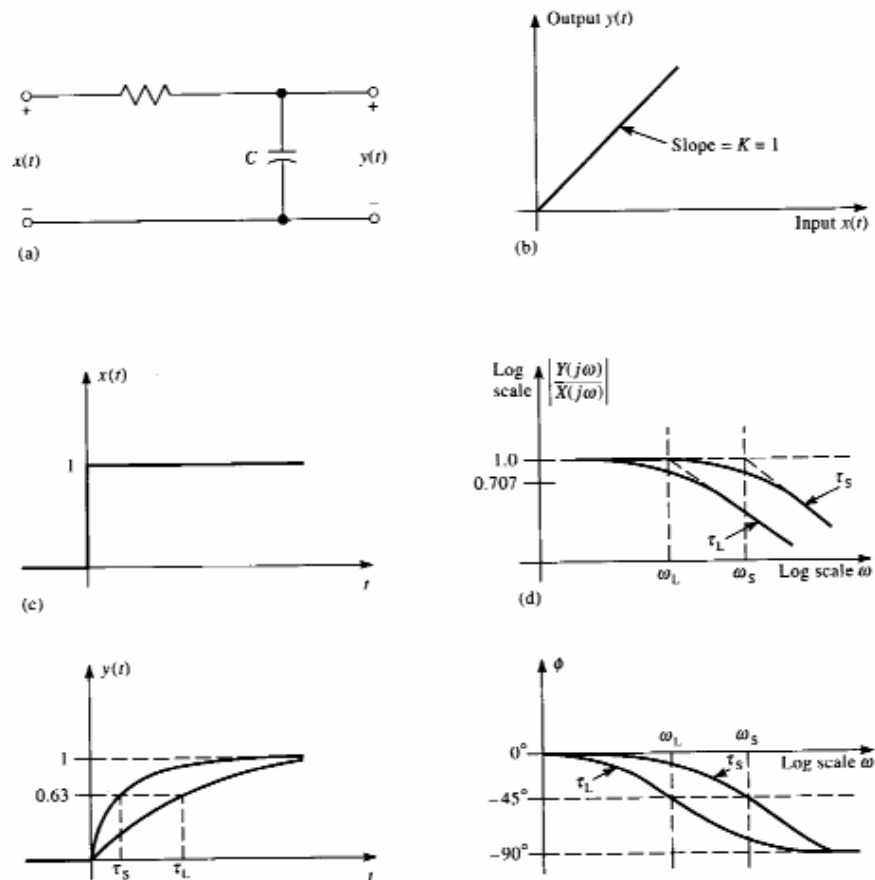 Output y(t)
+
+
x(t)
C
y(t)
Slope = K = 1
–
–
Input x(t)
(a)
(b)
x(t)
1
t
(c)
Log
scale
|Y(jω)
X(jω)|
1.0
0.707
τS
τL
ωL
ωS
Log scale ω
(d)
y(t)
1
0.63
τS
τL
t
ϕ
ωL
ωS
0°
τS
Log scale ω
τL
−45°
−90°